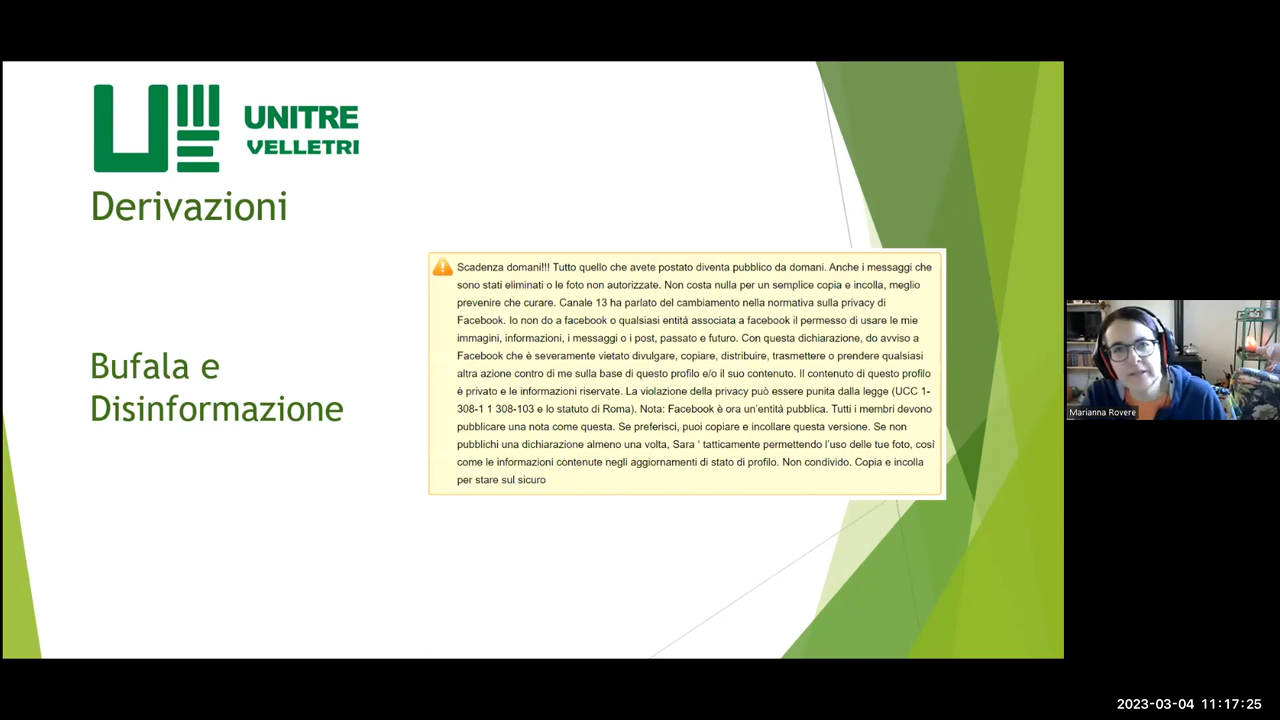 UNITRE
VELLETRI
Derivazioni
Bufala e
Disinformazione
Scadenza domani!!! Tutto quello che avete postato diventa pubblico da domani. Anche i messaggi che
sono stati eliminati o le foto non autorizzate. Non costa nulla per un semplice copia e incolla, meglio
prevenire che curare. Canale 13 ha parlato del cambiamento nella normativa sulla privacy di
Facebook. Io non do a facebook o qualsiasi entità associata a facebook il permesso di usare le mie
immagini, informazioni, i messaggi o i post, passato e futuro. Con questa dichiarazione, do avviso a
Facebook che è severamente vietato divulgare, copiare, distribuire, trasmettere o prendere qualsiasi
altra azione contro di me sulla base di questo profilo e/o il suo contenuto. Il contenuto di questo profilo
è privato e le informazioni riservate. La violazione della privacy può essere punita dalla legge (UCC 1-
308-1 1 308-103 e lo statuto di Roma). Nota: Facebook è ora un'entità pubblica. Tutti i membri devono
pubblicare una nota come questa. Se preferisci, puoi copiare e incollare questa versione. Se non
pubblichi una dichiarazione almeno una volta, Sara ' tatticamente permettendo l'uso delle tue foto, così
come le informazioni contenute negli aggiornamenti di stato di profilo. Non condivido. Copia e incolla
per stare sul sicuro
Marianna Rovere
2023-03-04 11:17:25